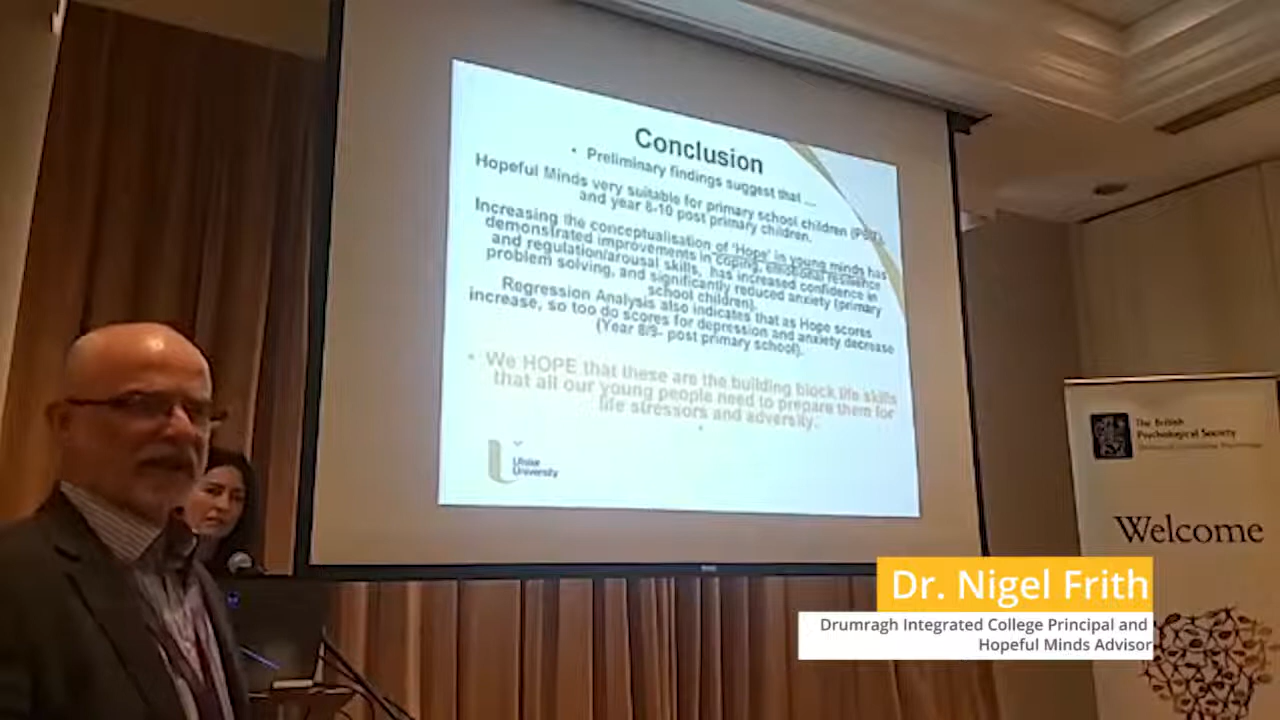 Conclusion
• Preliminary findings suggest that ...
Hopeful Minds very suitable for primary school children (P6/7),
and year 8-10 post primary children.
Increasing the conceptualisation of 'Hope' in young minds has
demonstrated improvements in coping, emotional resilience
and regulation/arousal skills, has increased confidence in
problem solving, and significantly reduced anxiety (primary
school children).
Regression Analysis also indicates that as Hope scores
increase, so too do scores for depression and anxiety decrease
(Year 8/9- post primary school).
• We HOPE that these are the building block life skills
that all our young people need to prepare them for
life stressors and adversity.
Ulster
University
The British
Psychological Society
Welcome
Dr. Nigel Frith
Drumragh Integrated College Principal and
Hopeful Minds Advisor